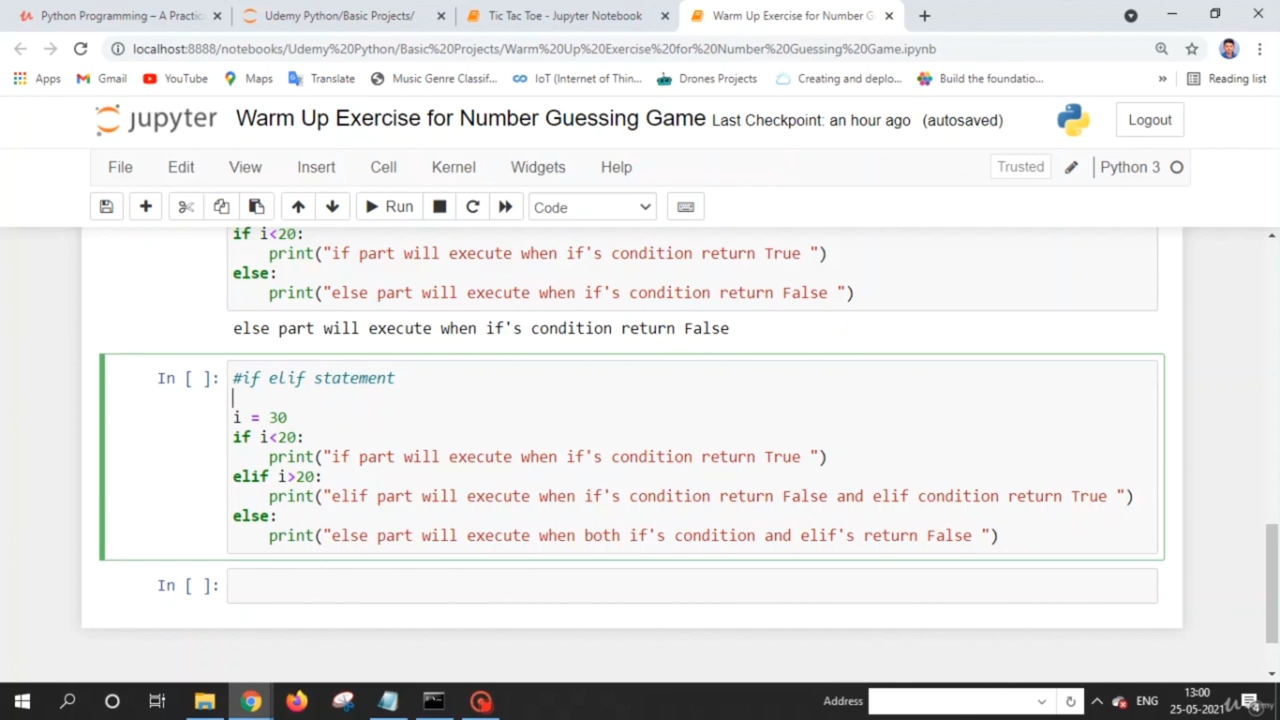 Python Programming – A Practic
Udemy Python/Basic Projects/
Tic Tac Toe - Jupyter Notebook
Warm Up Exercise for Number G
localhost:8888/notebooks/Udemy%20Python/Basic%20Projects/Warm%20Up%20Exercise%20for%20Number%20Guessing%20Game.ipynb
Apps
Gmail
YouTube
Maps
Translate
Music Genre Classif...
IoT (Internet of Thin...
Drones Projects
Creating and deplo...
Build the foundatio...
»
Reading list
jupyter
Warm Up Exercise for Number Guessing Game Last Checkpoint: an hour ago (autosaved)
Logout
File
Edit
View
Insert
Cell
Kernel
Widgets
Help
Trusted
Python 3
Run
Code
if i<20:
print("if part will execute when if's condition return True ")
else:
print("else part will execute when if's condition return False ")
else part will execute when if's condition return False
In [ ]:
#if elif statement
i = 30
if i<20:
print("if part will execute when if's condition return True ")
elif i>20:
print("elif part will execute when if's condition return False and elif condition return True ")
else:
print("else part will execute when both if's condition and elif's return False ")
In [ ]:
Address
ENG
13:00
25-05-2021